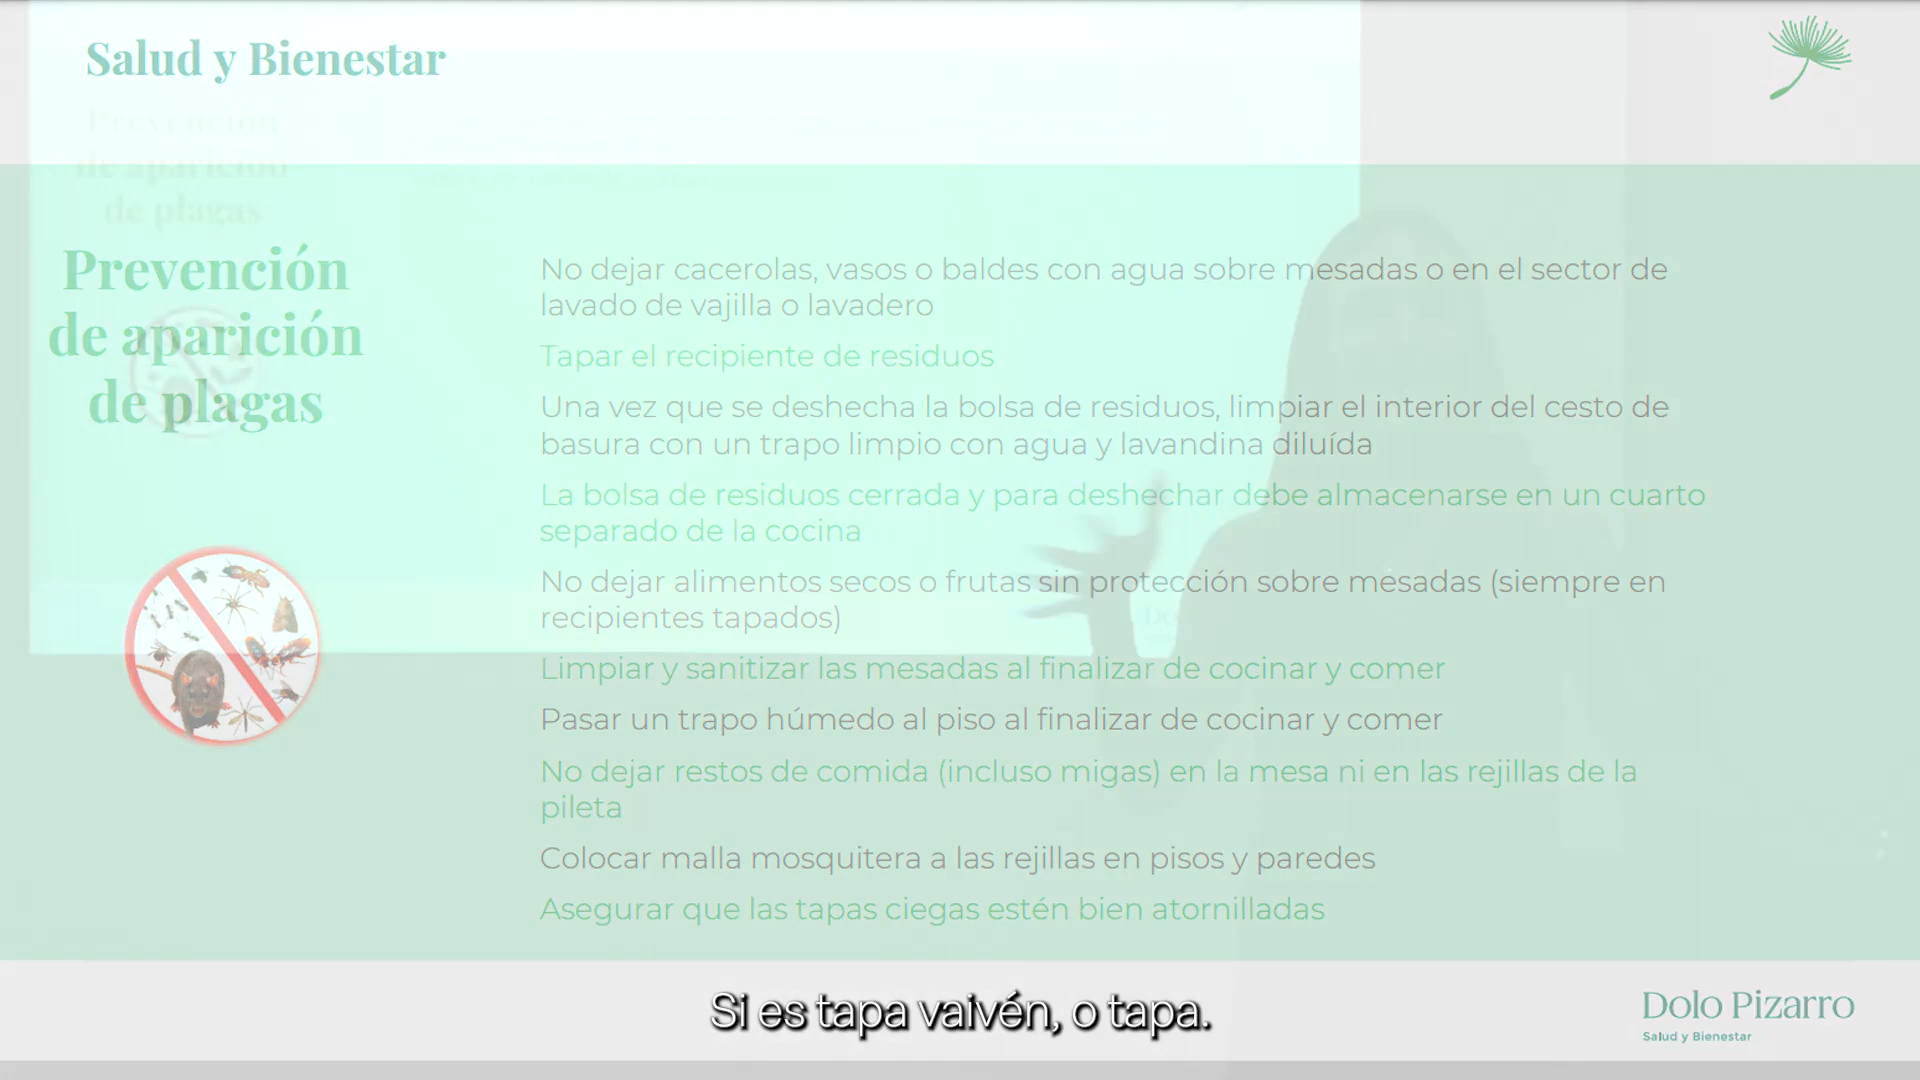 Salud y Bienestar
Prevención
de aparición
de plagas
Prevención
de aparición
de plagas
No dejar cacerolas, vasos o baldes con agua sobre mesadas o en el sector de
lavado de vajilla o lavadero
Tapar el recipiente de residuos
Una vez que se deshecha la bolsa de residuos, limpiar el interior del cesto de
basura con un trapo limpio con agua y lavandina diluída
La bolsa de residuos cerrada y para deshechar debe almacenarse en un cuarto
separado de la cocina
No dejar alimentos secos o frutas sin protección sobre mesadas (siempre en
recipientes tapados)
Limpiar y sanitizar las mesadas al finalizar de cocinar y comer
Pasar un trapo húmedo al piso al finalizar de cocinar y comer
No dejar restos de comida (incluso migas) en la mesa ni en las rejillas de la
pileta
Colocar malla mosquitera a las rejillas en pisos y paredes
Asegurar que las tapas ciegas estén bien atornilladas
Si es tapa vaivén, o tapa.
Dolo Pizarro
Salud y Bienestar